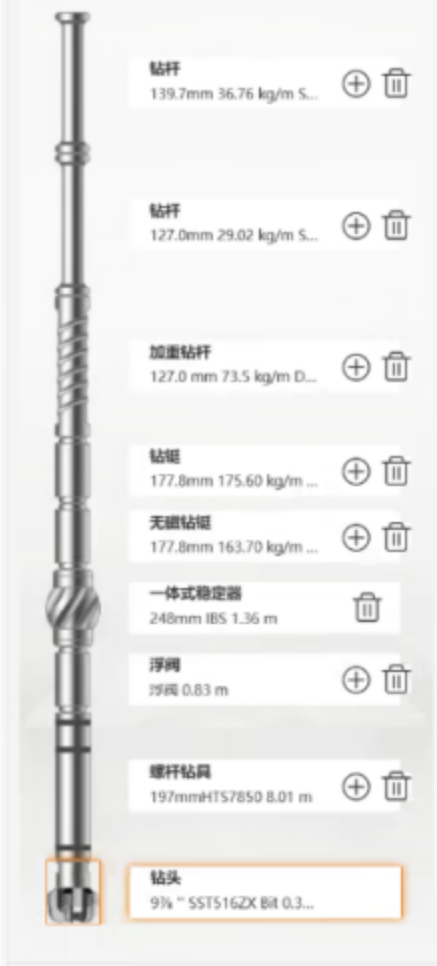 钻杆
139.7mm 36.76 kg/m S...
钻杆
127.0mm 29.02 kg/m S...
加重钻杆
127.0 mm 73.5 kg/m D...
钻铤
177.8mm 175.60 kg/m ...
无磁钻铤
177.8mm 163.70 kg/m ...
一体式稳定器
248mm IBS 1.36 m
浮阀
浮阀 0.83 m
螺杆钻具
197mmHTS7850 8.01 m
钻头
9⅞ " SST516ZX Bit 0.3...